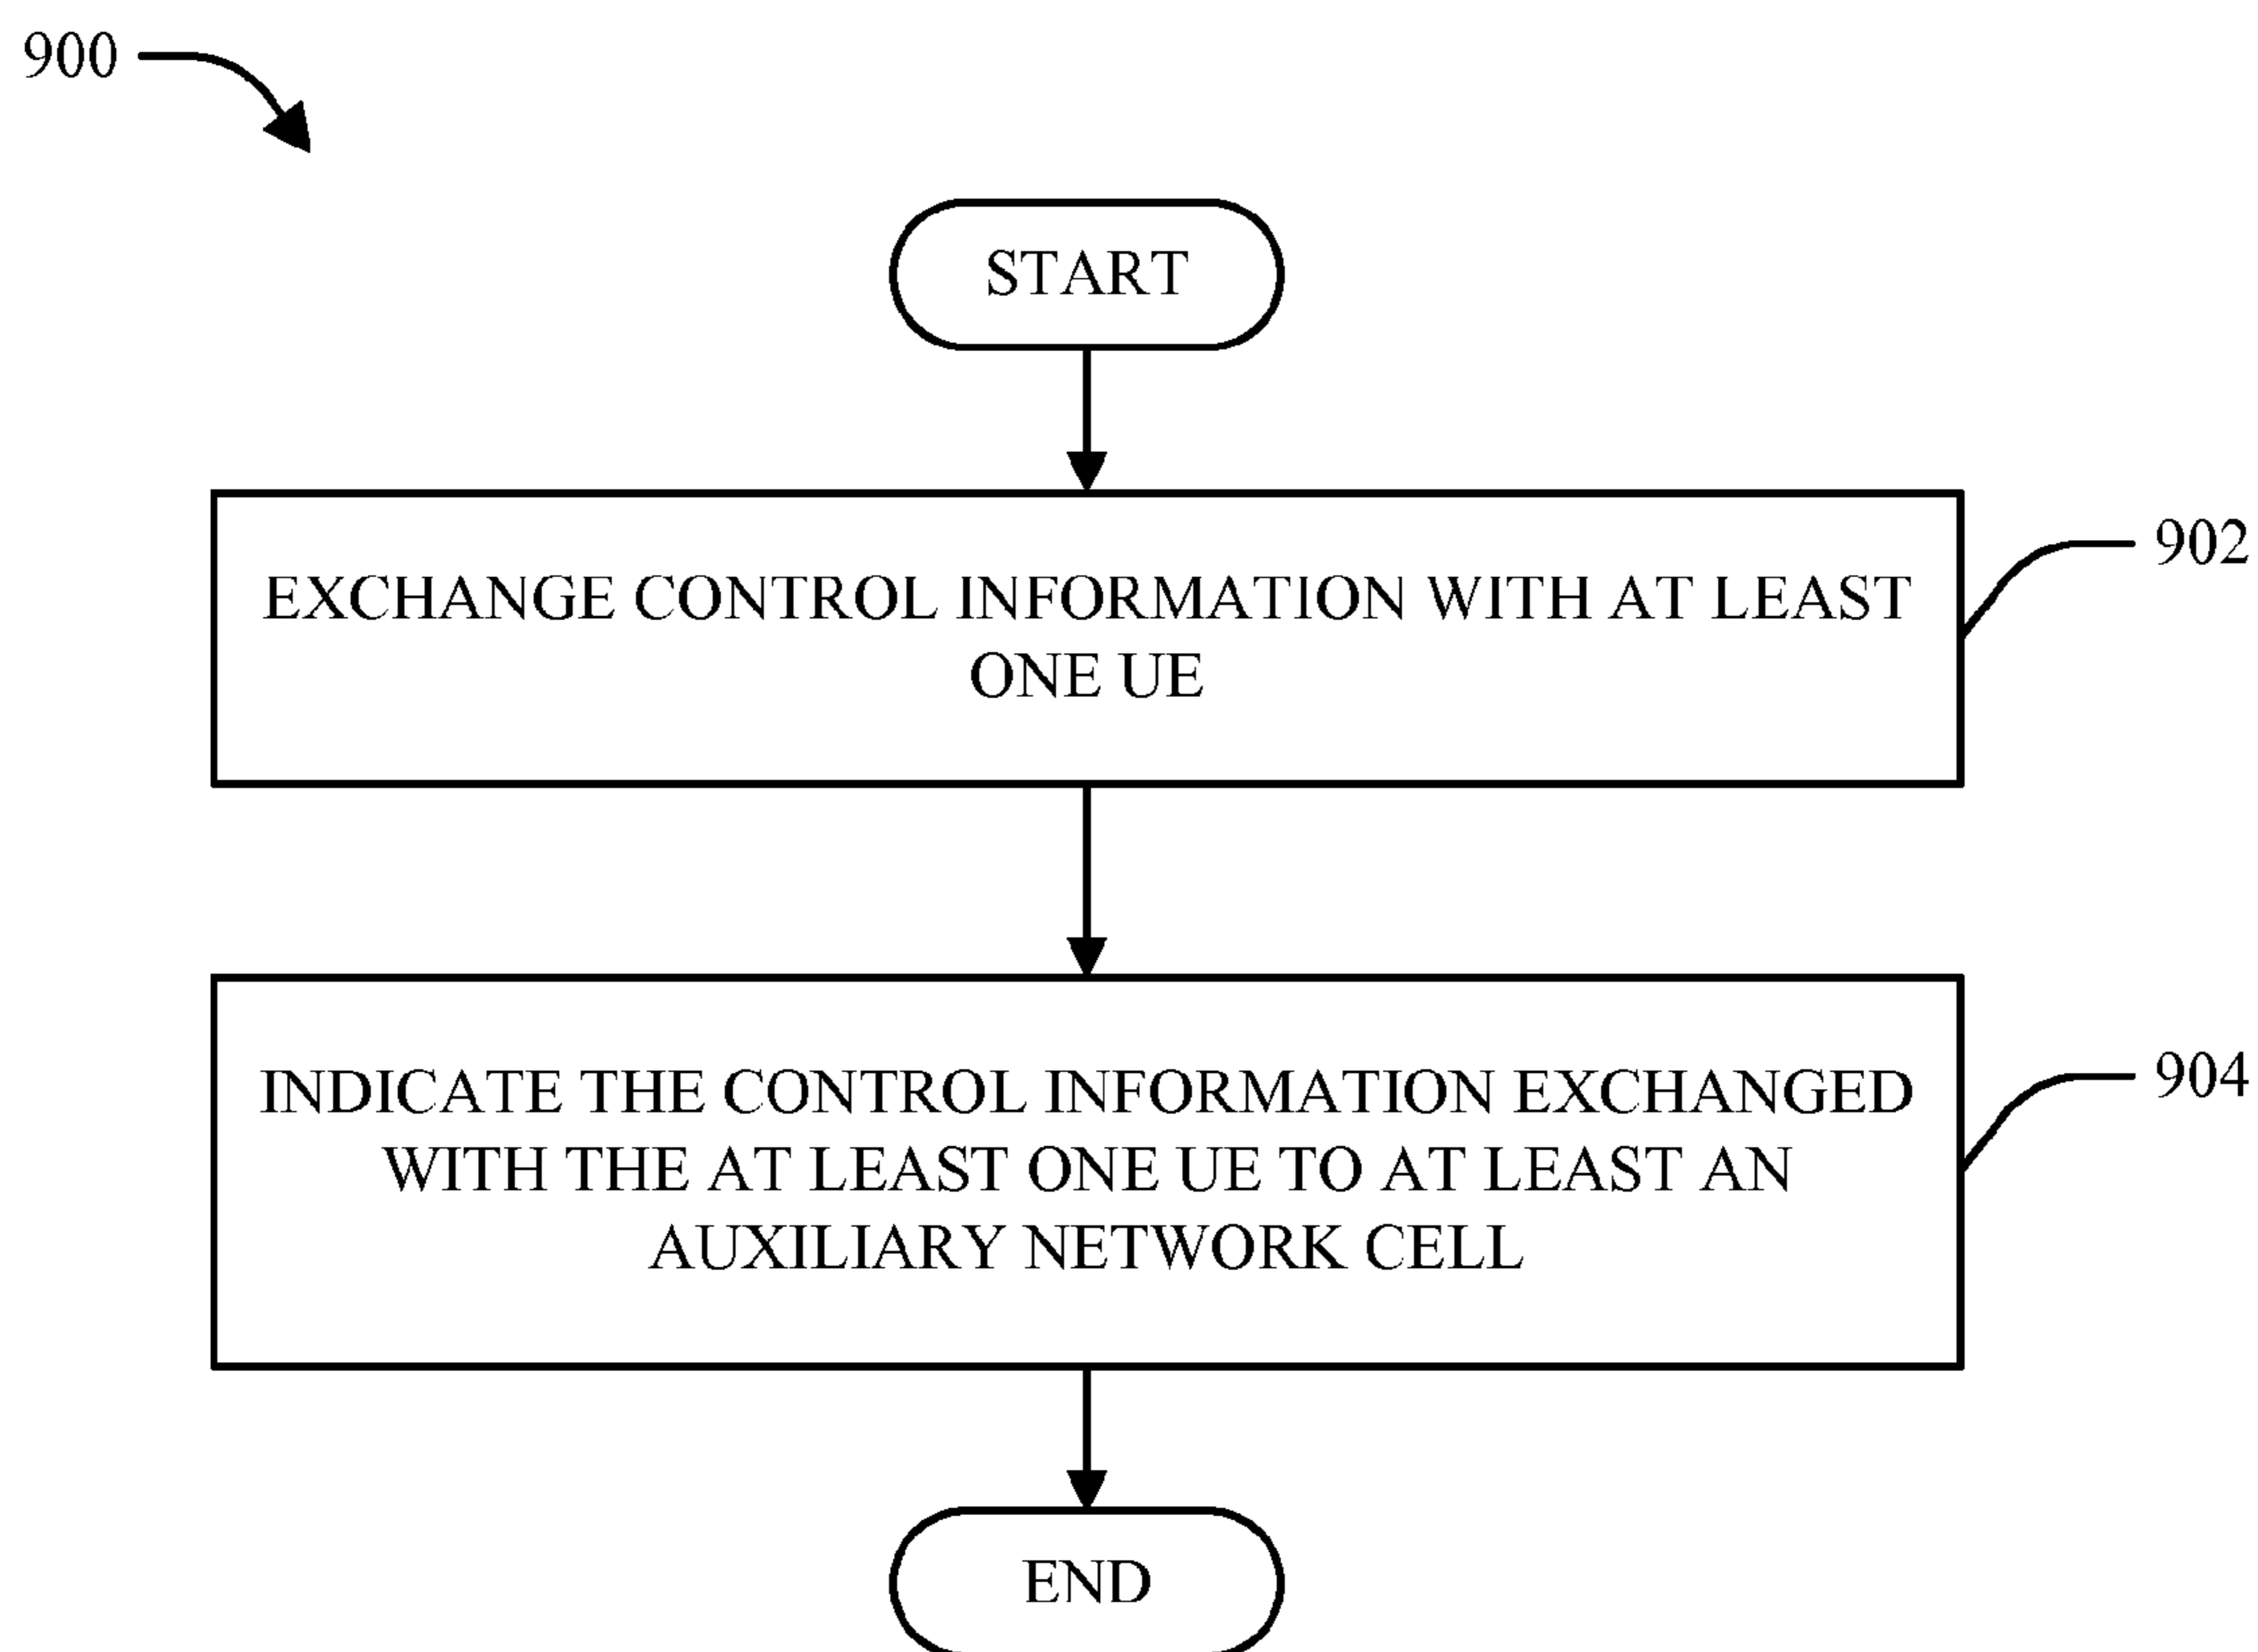 900
START
EXCHANGE CONTROL INFORMATION WITH AT LEAST
ONE UE
902
INDICATE THE CONTROL INFORMATION EXCHANGED
WITH THE AT LEAST ONE UE TO AT LEAST AN
AUXILIARY NETWORK CELL
904
END